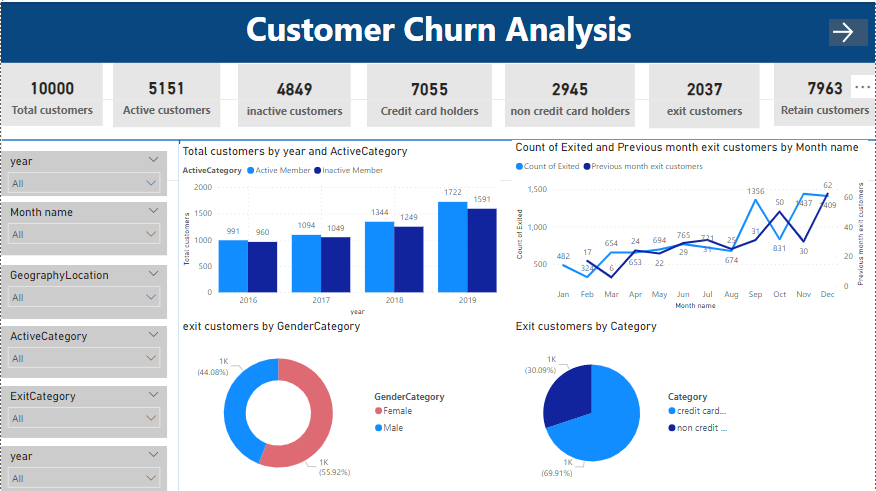 Customer Churn Analysis
10000
Total customers
5151
Active customers
4849
inactive customers
7055
Credit card holders
2945
non credit card holders
2037
exit customers
7963
Retain customers
year
All
Month name
All
GeographyLocation
All
ActiveCategory
All
ExitCategory
All
year
All
Total customers by year and ActiveCategory
ActiveCategory Active Member Inactive Member
Total customers
2000
1500
1000
500
0
991 960
1094 1049
1344 1249
1722 1591
2016 2017 2018 2019
year
Count of Exited and Previous month exit customers by Month name
Count of Exited Previous month exit customers
Count of Exited
1,500
1,000
500
Previous month exit customers
60
40
20
0
482 324 654 653 694 765 721 674 1356 831 1437 1409
17 6 24 22 29 31 25 31 50 30 62
Jan Feb Mar Apr May Jun Jul Aug Sep Oct Nov Dec
Month name
exit customers by GenderCategory
1K
(44.08%)
1K
(55.92%)
GenderCategory
Female
Male
Exit customers by Category
1K
(30.09%)
1K
(69.91%)
Category
credit card...
non credit ...